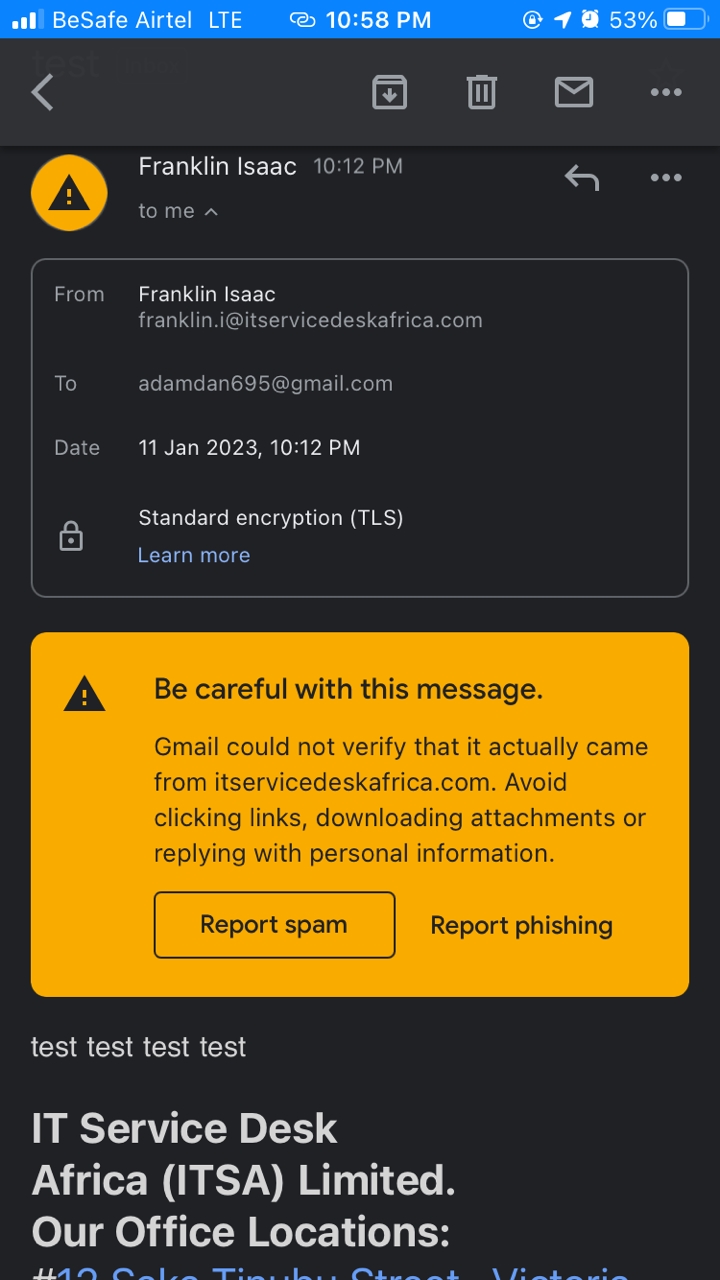 BeSafe Airtel LTE 10:58 PM 53%
test
Franklin Isaac 10:12 PM
to me
From Franklin Isaac
franklin.i@itservicedeskafrica.com
To adamdan695@gmail.com
Date 11 Jan 2023, 10:12 PM
Standard encryption (TLS)
Learn more
Be careful with this message.
Gmail could not verify that it actually came
from itservicedeskafrica.com. Avoid
clicking links, downloading attachments or
replying with personal information.
Report spam Report phishing
test test test test
IT Service Desk
Africa (ITSA) Limited.
Our Office Locations:
#12 Saka Tinubu Street, Victoria